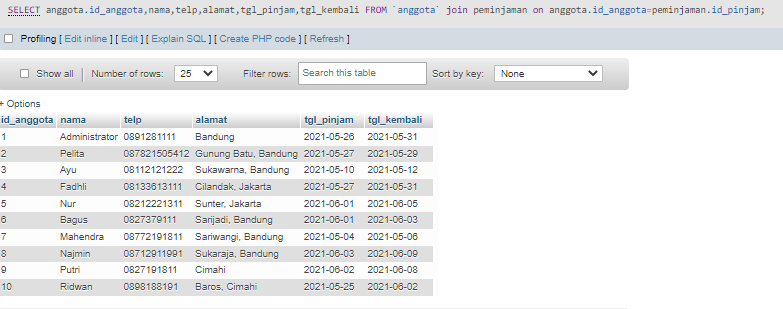 SELECT anggota.id_anggota,nama,telp,alamat,tgl_pinjam,tgl_kembali FROM `anggota` join peminjaman on anggota.id_anggota=peminjaman.id_pinjam;
Profiling [ Edit inline ] [ Edit ] [ Explain SQL ] [ Create PHP code ] [ Refresh ]
Show all | Number of rows: 25 Filter rows: Search this table Sort by key: None
+ Options
id_anggota nama telp alamat tgl_pinjam tgl_kembali
1 Administrator 0891281111 Bandung 2021-05-26 2021-05-31
2 Pelita 087821505412 Gunung Batu, Bandung 2021-05-27 2021-05-29
3 Ayu 08112121222 Sukawarna, Bandung 2021-05-10 2021-05-12
4 Fadhli 08133613111 Cilandak, Jakarta 2021-05-27 2021-05-31
5 Nur 08212221311 Sunter, Jakarta 2021-06-01 2021-06-05
6 Bagus 0827379111 Sarijadi, Bandung 2021-06-01 2021-06-03
7 Mahendra 08772191811 Sariwangi, Bandung 2021-05-04 2021-05-06
8 Najmin 08712911991 Sukaraja, Bandung 2021-06-03 2021-06-09
9 Putri 0827191811 Cimahi 2021-06-02 2021-06-08
10 Ridwan 0898188191 Baros, Cimahi 2021-05-25 2021-06-02